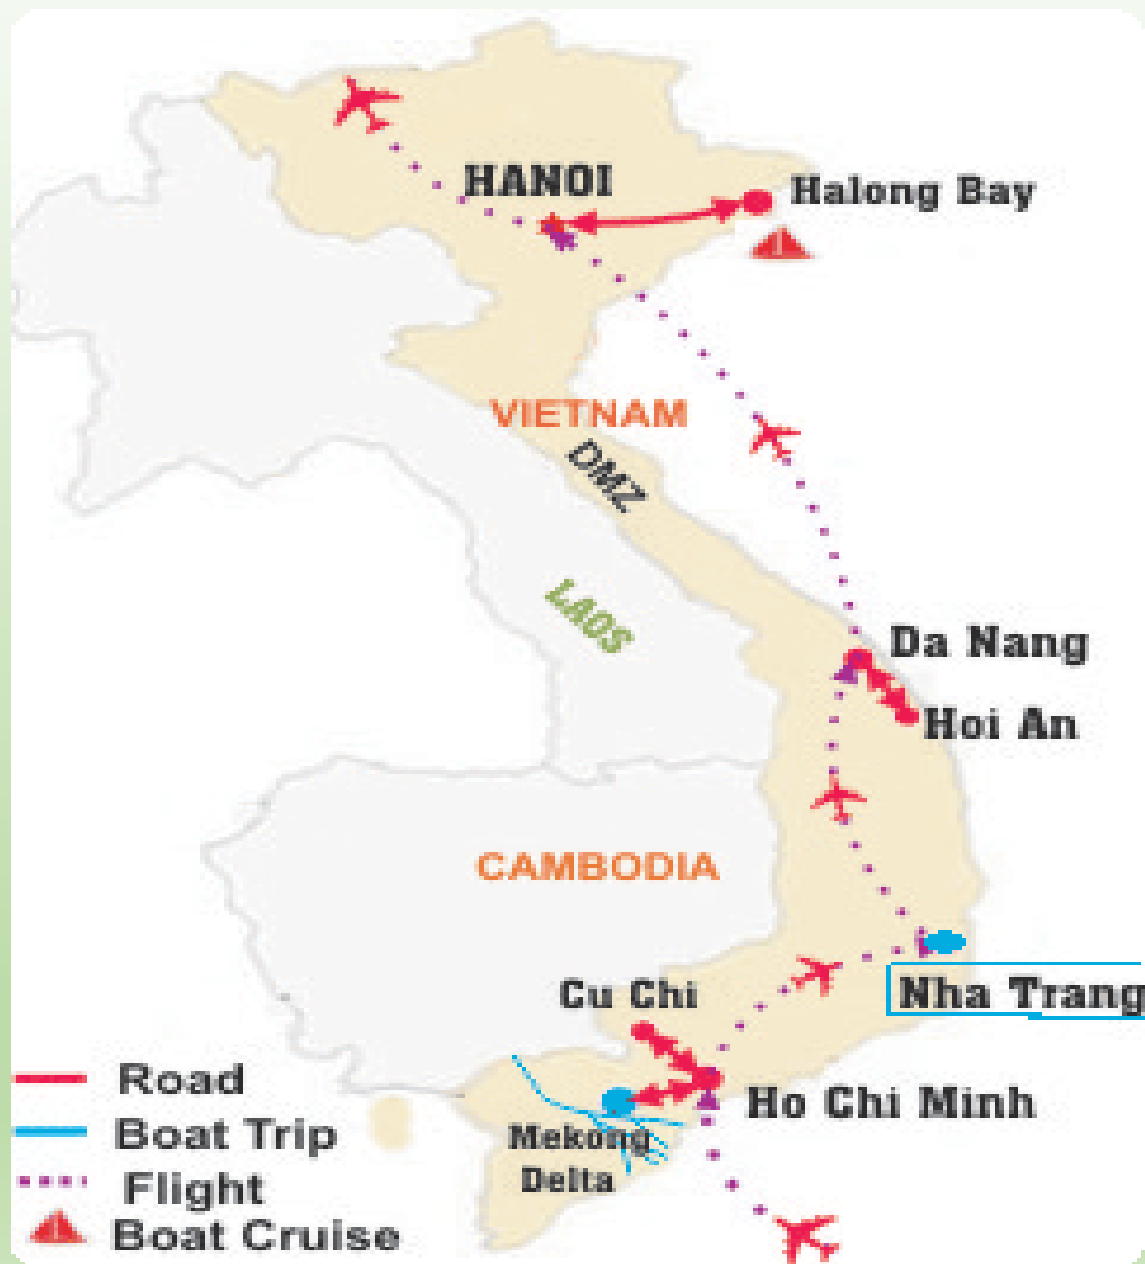 HANOI
Halong Bay
VIETNAM
DMZ
LAOS
Da Nang
Hoi An
CAMBODIA
Cu Chi
Nha Trang
Ho Chi Minh
Mekong
Delta
Road
Boat Trip
Flight
Boat Cruise